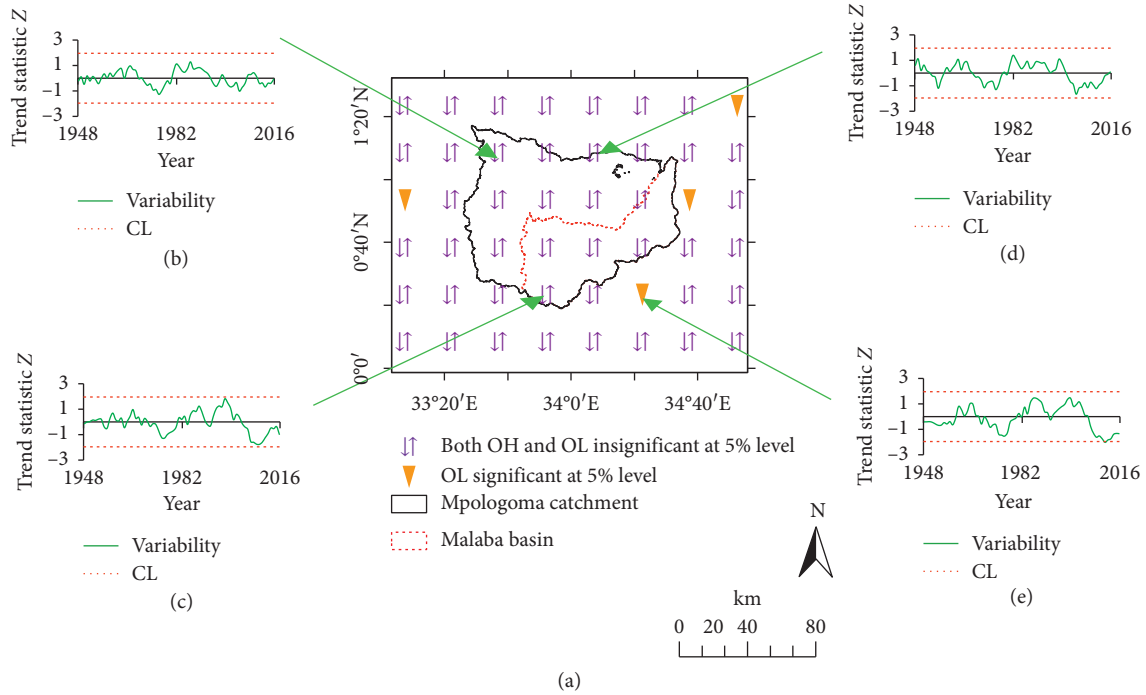 Trend statistic Z
3
1
−1
−3
1948
1982
2016
Year
Variability
CL
(b)
Trend statistic Z
3
1
−1
−3
1948
1982
2016
Year
Variability
CL
(d)
1°20′ N
0°40′N
0°0′
33°20′E
34°0′E
34°40′E
Trend statistic Z
3
1
−1
−3
1948
1982
2016
Year
Variability
CL
(c)
Both OH and OL insignificant at 5% level
OL significant at 5% level
Mpologoma catchment
Malaba basin
N
km
0 20 40 60 80
Trend statistic Z
3
1
−1
−3
1948
1982
2016
Year
Variability
CL
(e)
(a)